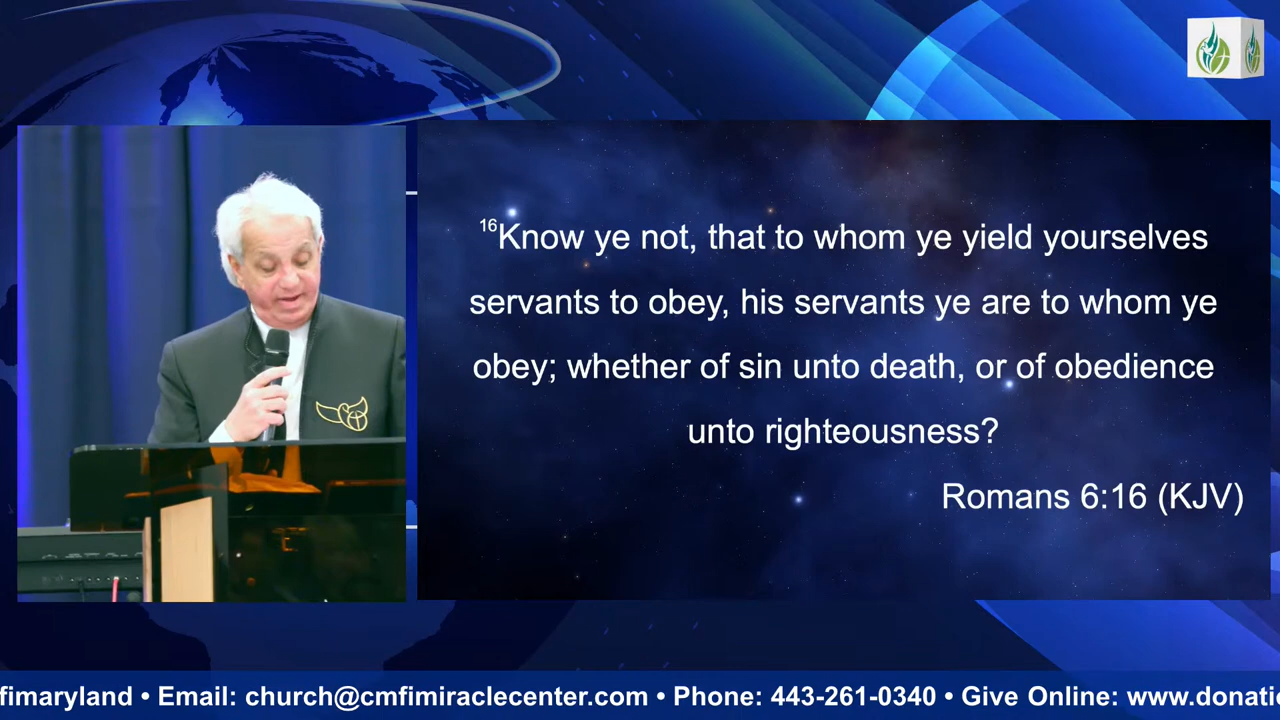 ¹⁶Know ye not, that to whom ye yield yourselves
servants to obey, his servants ye are to whom ye
obey; whether of sin unto death, or of obedience
unto righteousness?
Romans 6:16 (KJV)
fimaryland • Email: church@cmfimiraclecenter.com • Phone: 443-261-0340 • Give Online: www.donati